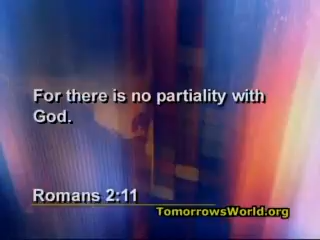 For there is no partiality with
God.
Romans 2:11
TomorrowsWorld.org